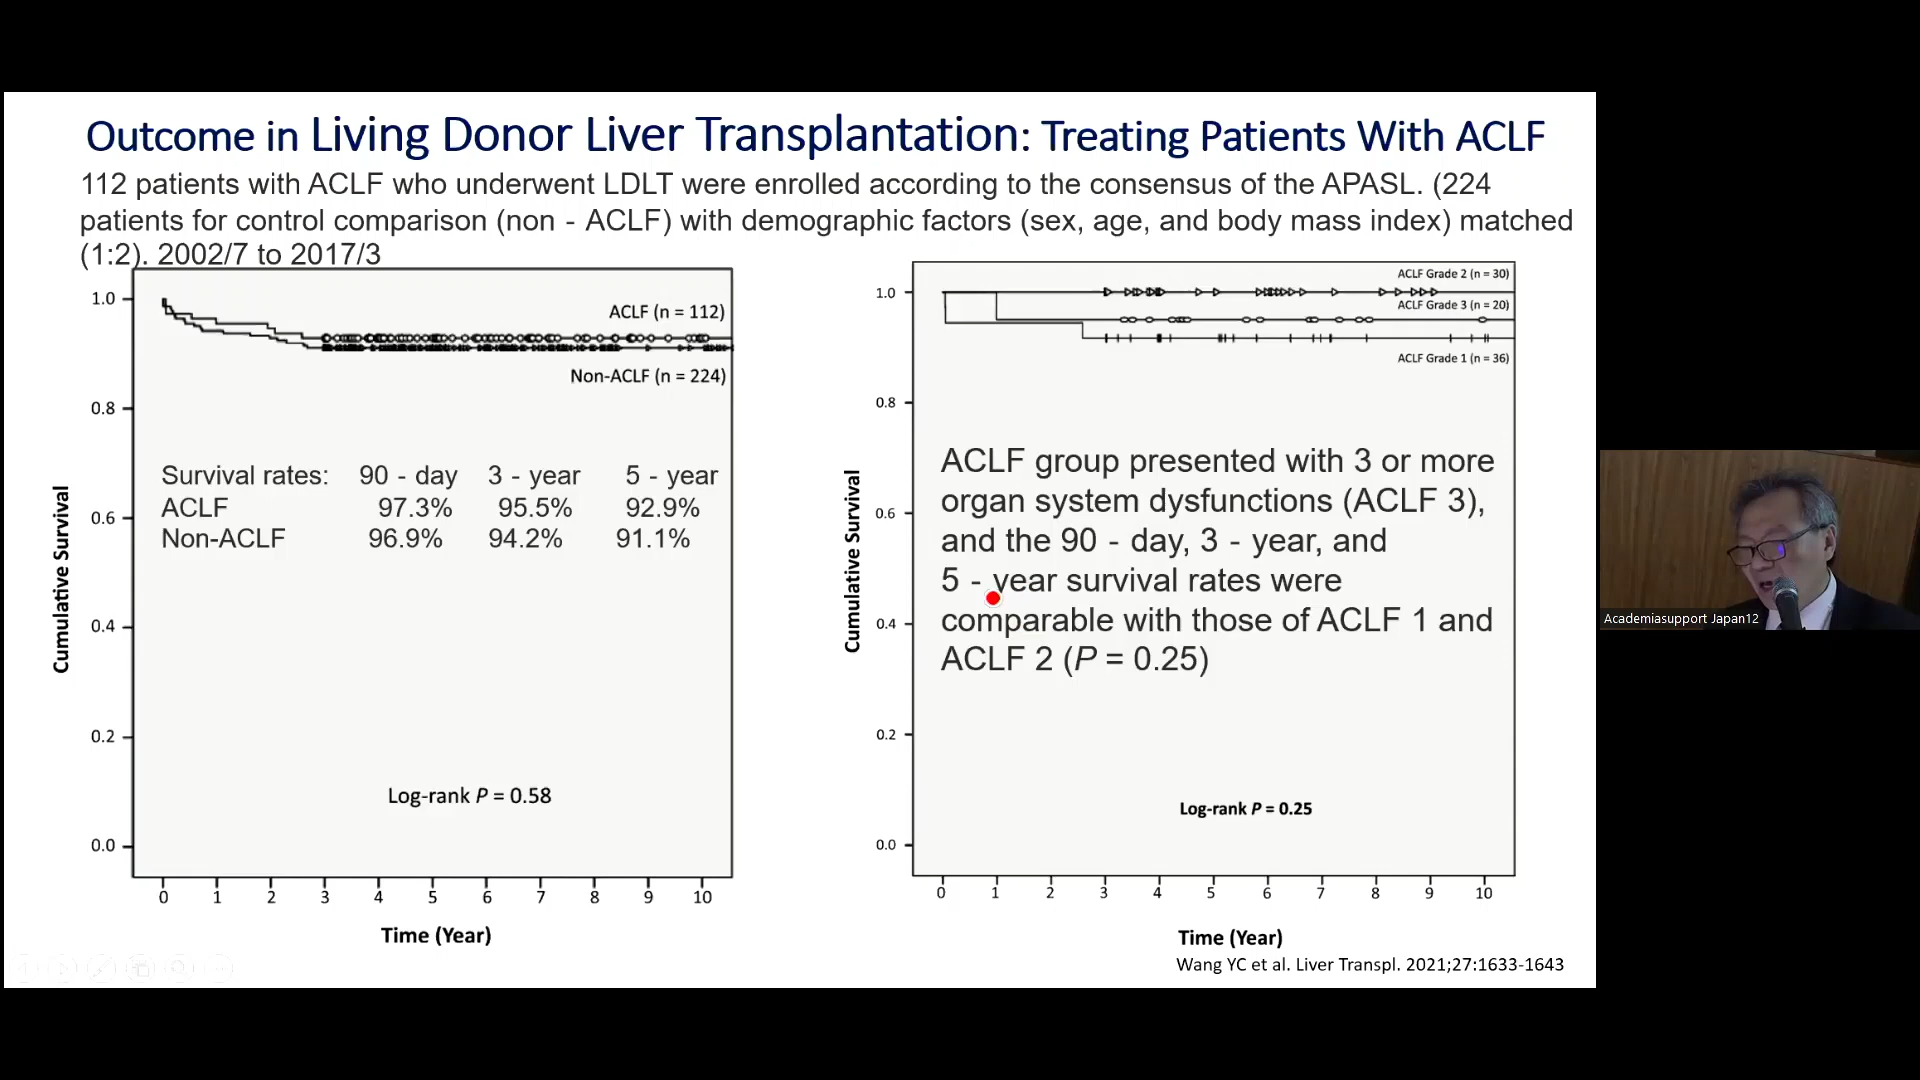 Outcome in Living Donor Liver Transplantation: Treating Patients With ACLF
112 patients with ACLF who underwent LDLT were enrolled according to the consensus of the APASL. (224
patients for control comparison (non - ACLF) with demographic factors (sex, age, and body mass index) matched
(1:2). 2002/7 to 2017/3
Cumulative Survival
1.0
0.8
0.6
0.4
0.2
0.0
ACLF (n = 112)
Non-ACLF (n = 224)
Survival rates: 90 - day 3 - year 5 - year
ACLF 97.3% 95.5% 92.9%
Non-ACLF 96.9% 94.2% 91.1%
Log-rank P = 0.58
0 1 2 3 4 5 6 7 8 9 10
Time (Year)
Cumulative Survival
1.0
0.8
0.6
0.4
0.2
0.0
ACLF Grade 2 (n = 30)
ACLF Grade 3 (n = 20)
ACLF Grade 1 (n = 36)
ACLF group presented with 3 or more
organ system dysfunctions (ACLF 3),
and the 90 - day, 3 - year, and
5 - year survival rates were
comparable with those of ACLF 1 and
ACLF 2 (P = 0.25)
Log-rank P = 0.25
0 1 2 3 4 5 6 7 8 9 10
Time (Year)
Wang YC et al. Liver Transpl. 2021;27:1633-1643
Academiasupport Japan12